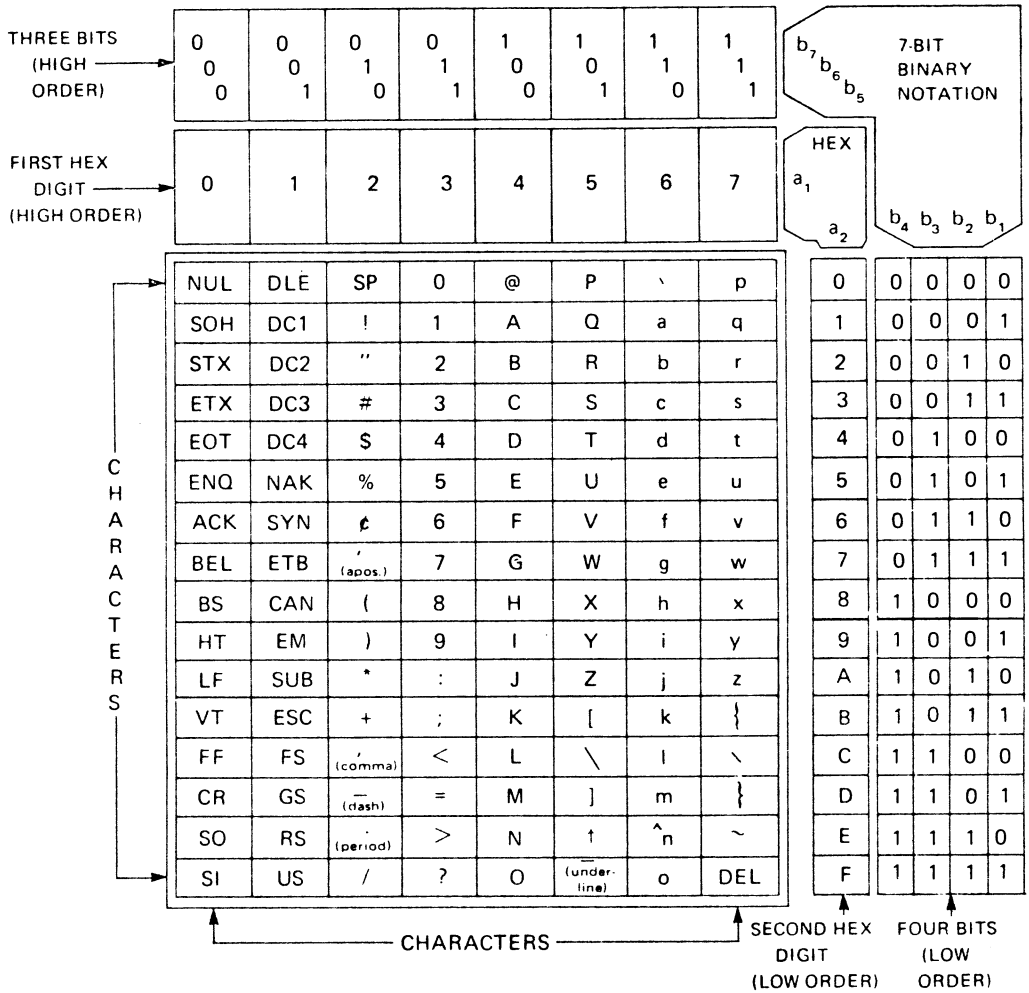 THREE BITS (HIGH ORDER)
0 0 0 0 1 1 1 1
0 0 1 1 0 0 1 1
0 1 0 1 0 1 0 1
b7 b6 b5
7-BIT BINARY NOTATION
FIRST HEX DIGIT (HIGH ORDER)
0 1 2 3 4 5 6 7
HEX
a1
a2
b4 b3 b2 b1
CHARACTERS
NUL DLE SP 0 @ P ` p 0 0 0 0 0
SOH DC1 ! 1 A Q a q 1 0 0 0 1
STX DC2 " 2 B R b r 2 0 0 1 0
ETX DC3 # 3 C S c s 3 0 0 1 1
EOT DC4 $ 4 D T d t 4 0 1 0 0
ENQ NAK % 5 E U e u 5 0 1 0 1
ACK SYN ¢ 6 F V f v 6 0 1 1 0
BEL ETB ' (apos.) 7 G W g w 7 0 1 1 1
BS CAN ( 8 H X h x 8 1 0 0 0
HT EM ) 9 I Y i y 9 1 0 0 1
LF SUB * : J Z j z A 1 0 1 0
VT ESC + ; K [ k { B 1 0 1 1
FF FS , (comma) < L \ l \ C 1 1 0 0
CR GS — (dash) = M ] m } D 1 1 0 1
SO RS . (period) > N ↑ ^n ~ E 1 1 1 0
SI US / ? O _ (under-line) o DEL F 1 1 1 1
CHARACTERS
SECOND HEX DIGIT (LOW ORDER)
FOUR BITS (LOW ORDER)